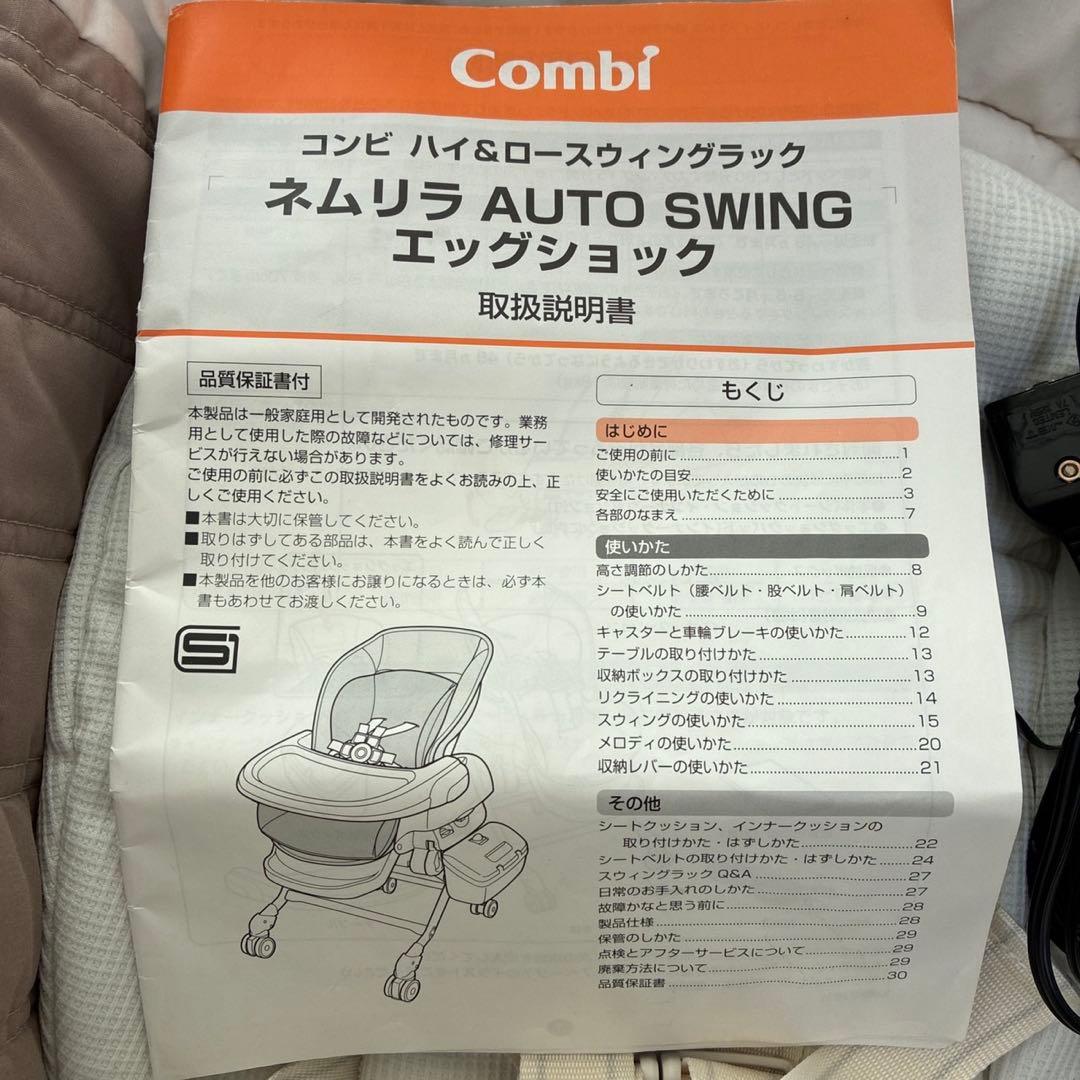 Combi
コンビ ハイ&ロースウィングラック
ネムリラ AUTO SWING
エッグショック
取扱説明書
品質保証書付
本製品は一般家庭用として開発されたものです。業務
用として使用した際の故障などについては、修理サー
ビスが行えない場合があります。
ご使用の前に必ずこの取扱説明書をよくお読みの上、正
しくご使用ください。
■本書は大切に保管してください。
■取りはずしてある部品は、本書をよく読んで正しく
取り付けてください。
■本製品を他のお客様にお譲りになるときは、必ず本
書もあわせてお渡しください。
もくじ
はじめに
ご使用の前に……1
使いかたの目安……2
安全にご使用いただくために……3
各部のなまえ……7
使いかた
高さ調節のしかた……8
シートベルト(腰ベルト・股ベルト・肩ベルト)
の使いかた……9
キャスターと車輪ブレーキの使いかた……12
テーブルの取り付けかた……13
収納ボックスの取り付けかた……13
リクライニングの使いかた……14
スウィングの使いかた……15
メロディの使いかた……20
収納レバーの使いかた……21
その他
シートクッション、インナークッションの
取り付けかた・はずしかた……22
シートベルトの取り付けかた・はずしかた……24
スウィングラック Q&A……27
日常のお手入れのしかた……27
故障かなと思う前に……28
製品仕様……28
保管のしかた……29
点検とアフターサービスについて……29
廃棄方法について……29
品質保証書……30